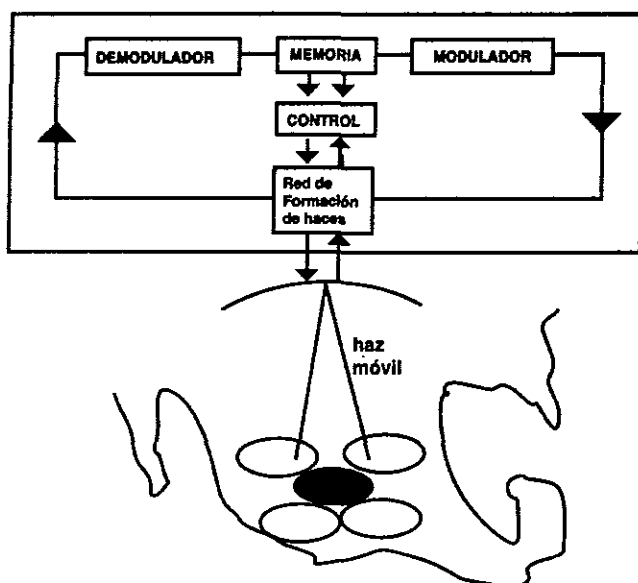 DEMODULADOR
MEMORIA
MODULADOR
CONTROL
Red de
Formación
de haces
haz
móvil